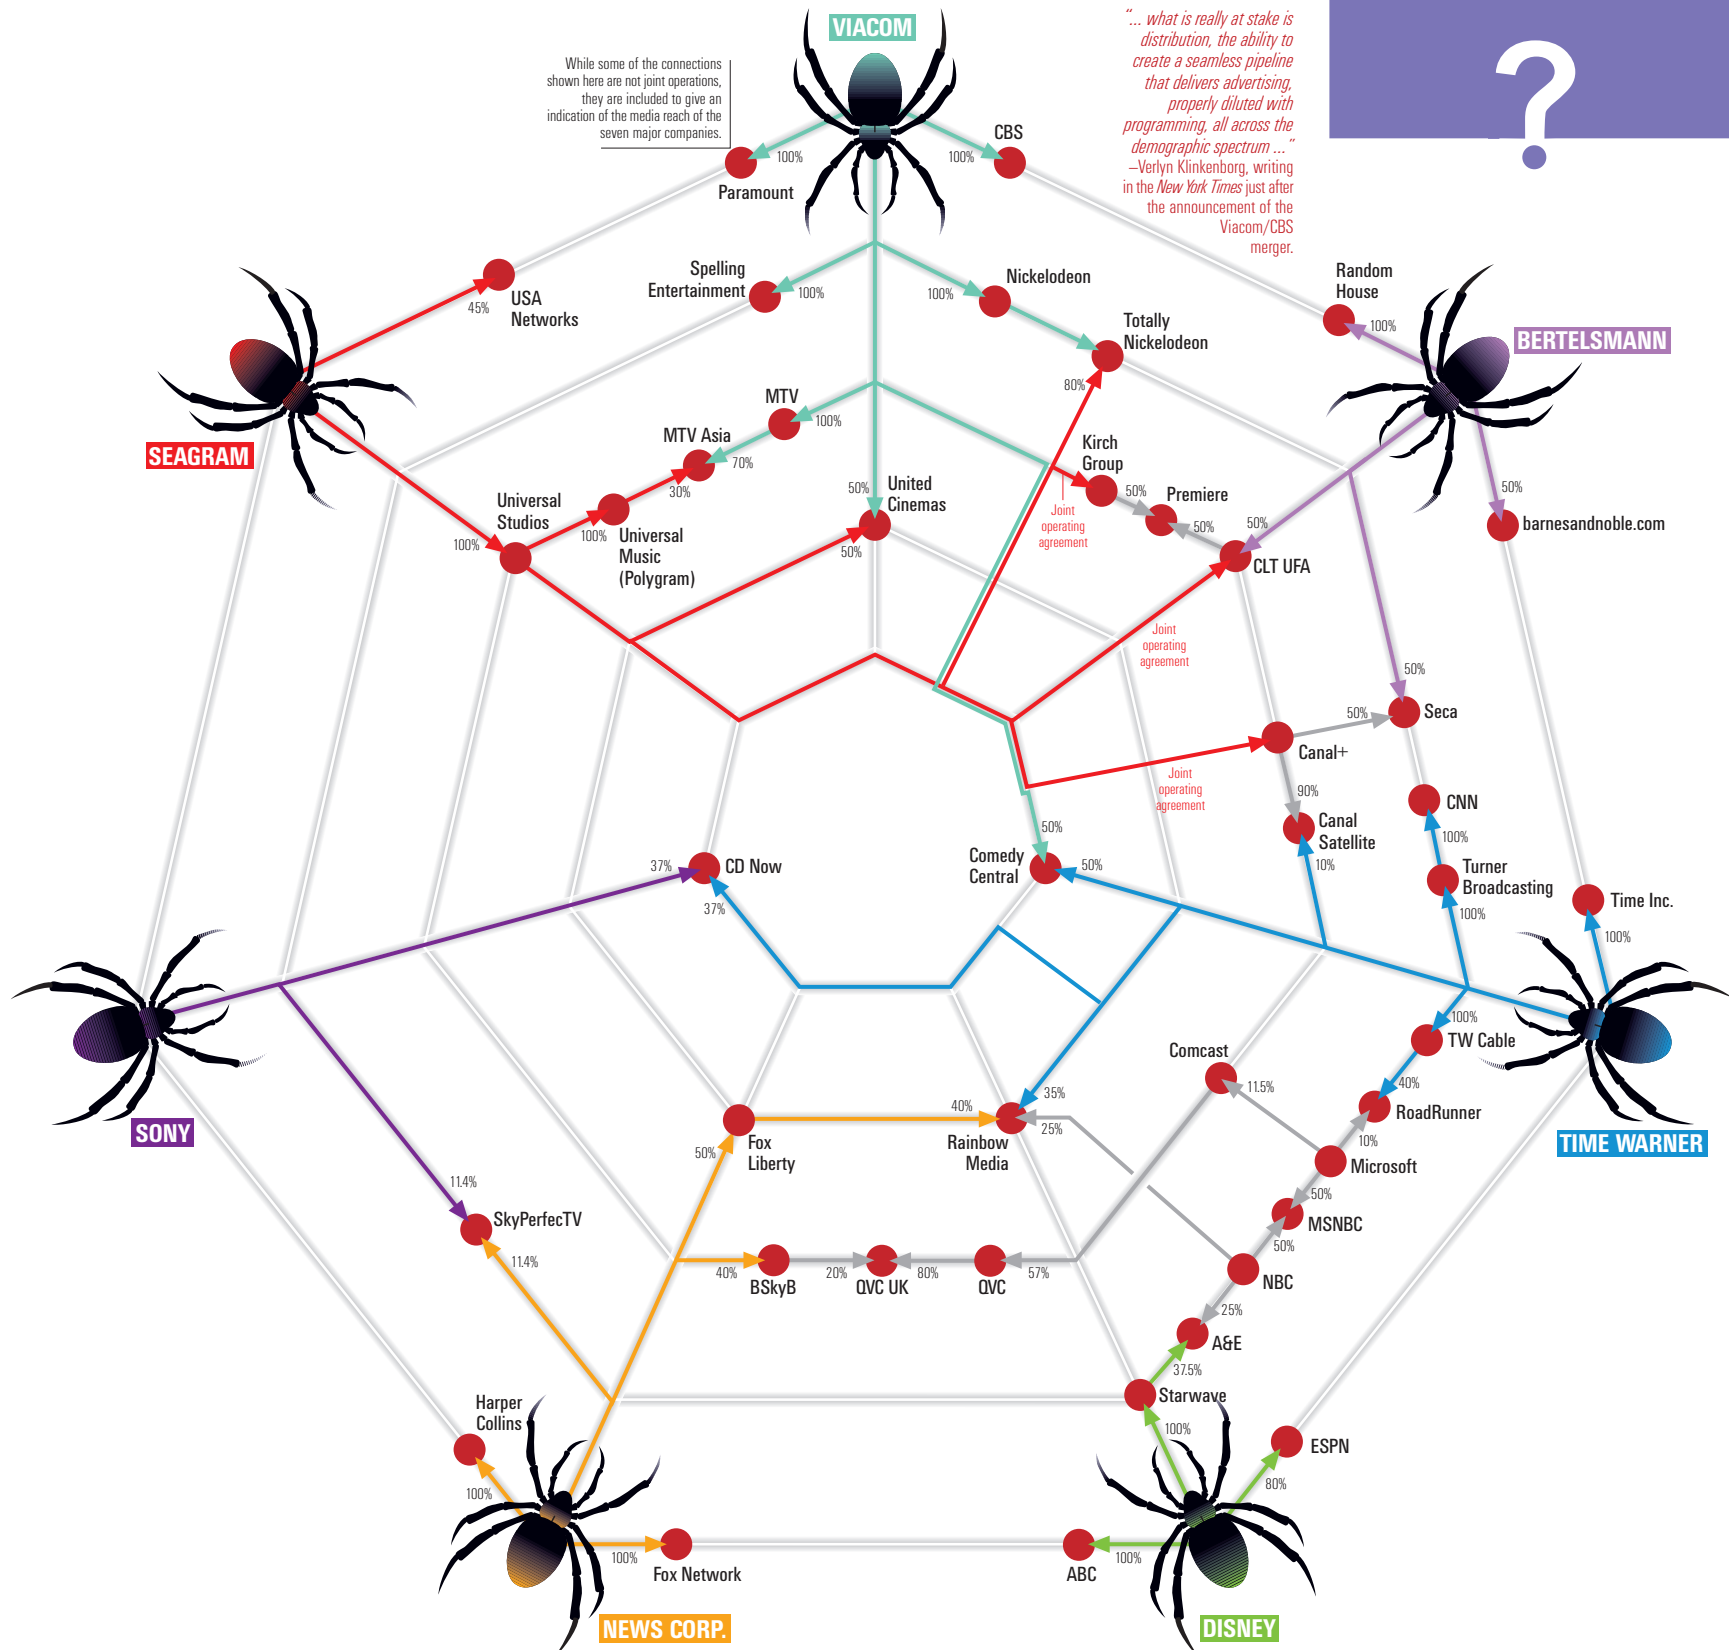 VIACOM
"... what is really at stake is
distribution, the ability to
create a seamless pipeline
that delivers advertising,
properly diluted with
programming, all across the
demographic spectrum ..."
—Verlyn Klinkenborg, writing
in the New York Times just after
the announcement of the
Viacom/CBS
merger.
?
While some of the connections
shown here are not joint operations,
they are included to give an
indication of the media reach of the
seven major companies.
100%
Paramount
CBS
100%
USA
Networks
45%
Spelling
Entertainment
100%
Nickelodeon
100%
Totally
Nickelodeon
80%
Random
House
100%
BERTELSMANN
SEAGRAM
MTV
100%
MTV Asia
70%
30%
Universal
Studios
100%
100%
Universal
Music
(Polygram)
50%
United
Cinemas
50%
Kirch
Group
50%
Joint
operating
agreement
Premiere
50%
50%
CLT UFA
50%
barnesandnoble.com
Joint
operating
agreement
50%
Seca
50%
Canal+
Joint
operating
agreement
90%
Canal
Satellite
10%
CNN
100%
Turner
Broadcasting
100%
Time Inc.
100%
37%
CD Now
37%
50%
Comedy
Central
50%
SONY
TIME WARNER
100%
TW Cable
40%
RoadRunner
10%
Microsoft
Comcast
11.5%
50%
MSNBC
50%
NBC
25%
A&E
37.5%
Starwave
100%
50%
Fox
Liberty
40%
35%
25%
Rainbow
Media
11.4%
SkyPerfecTV
11.4%
40%
BSkyB
20%
QVC UK
80%
QVC
57%
Harper
Collins
100%
100%
Fox Network
NEWS CORP.
ESPN
80%
100%
ABC
DISNEY